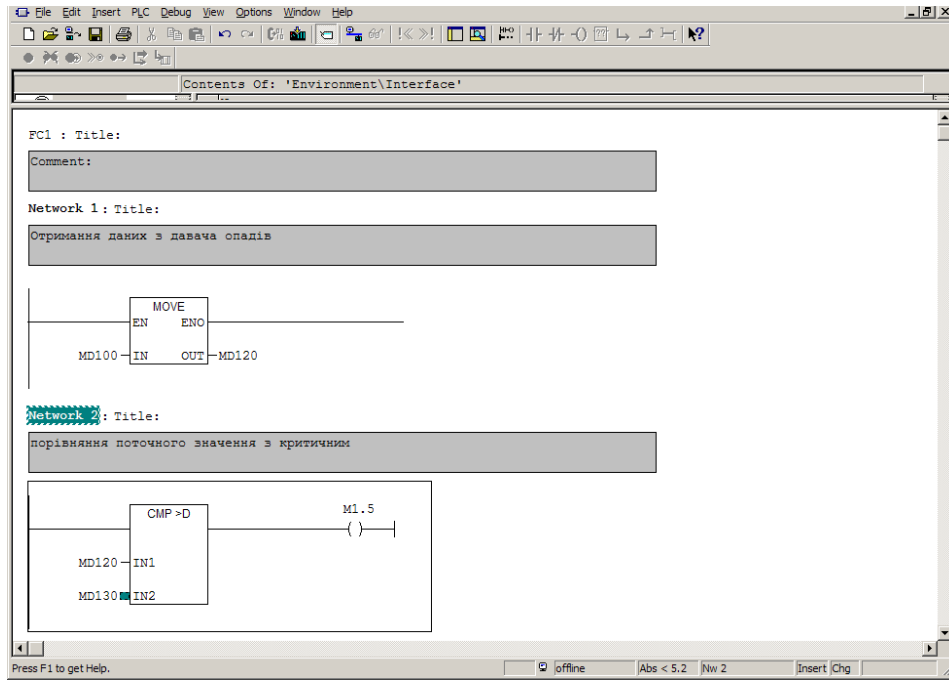 File Edit Insert PLC Debug View Options Window Help
Contents Of: 'Environment\Interface'
FC1 : Title:
Comment:
Network 1: Title:
Отримання даних з давача опадів
MOVE
EN ENO
MD100 IN OUT MD120
Network 2: Title:
порівняння поточного значення з критичним
CMP >D
M1.5
( )
MD120 IN1
MD130 IN2
Press F1 to get Help.
offline Abs < 5.2 Nw 2 Insert Chg